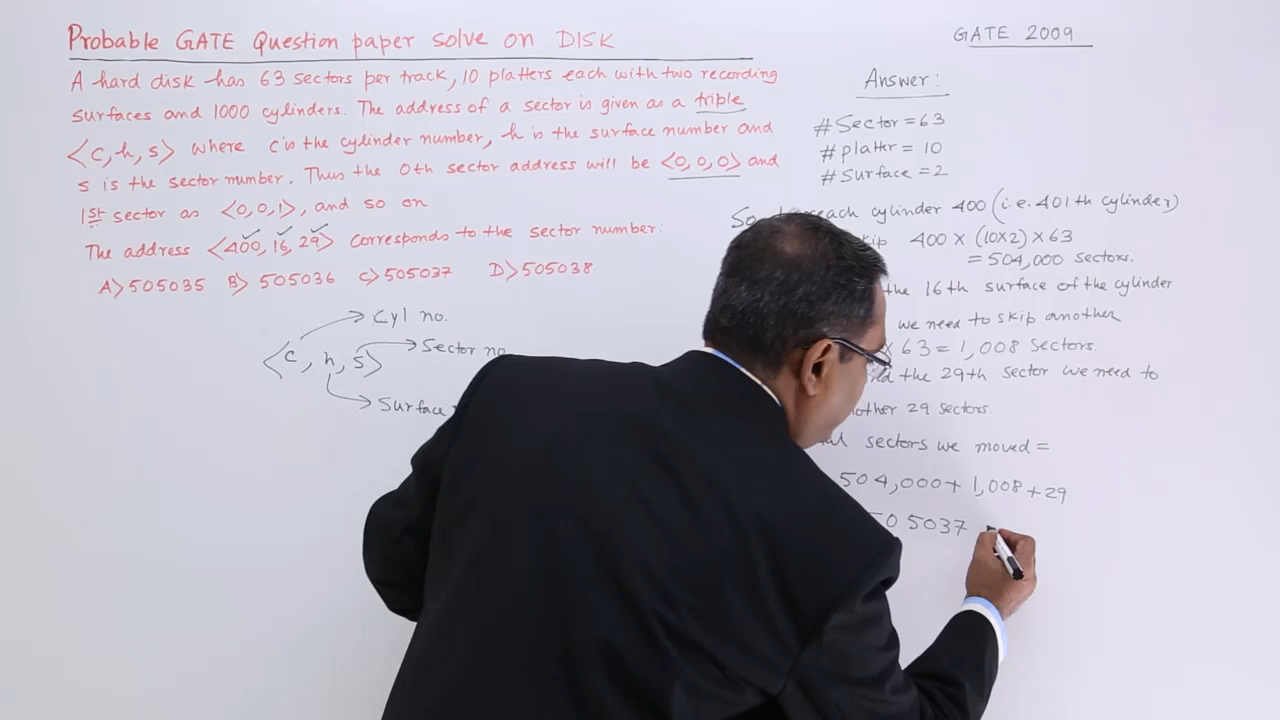 Probable GATE Question paper solve on DISK
GATE 2009
A hard disk has 63 sectors per track, 10 platters each with two recording
surfaces and 1000 cylinders. The address of a sector is given as a triple
<c, h, s> where c is the cylinder number, h is the surface number and
s is the sector number. Thus the 0th sector address will be <0, 0, 0> and
1st sector as <0, 0, 1>, and so on
The address <400, 16, 29> corresponds to the sector number:
A> 505035 B> 505036 C> 505037 D> 505038
<c, h, s>
Cyl no.
Sector no
Surface
Answer:
#Sector = 63
#platter = 10
#Surface = 2
So each cylinder 400 (i.e. 401th cylinder)
400 × (10×2) × 63
= 504,000 sectors.
the 16th surface of the cylinder
we need to skip another
× 63 = 1,008 sectors.
the 29th sector we need to
another 29 sectors.
sectors we moved =
504,000 + 1,008 + 29
505037